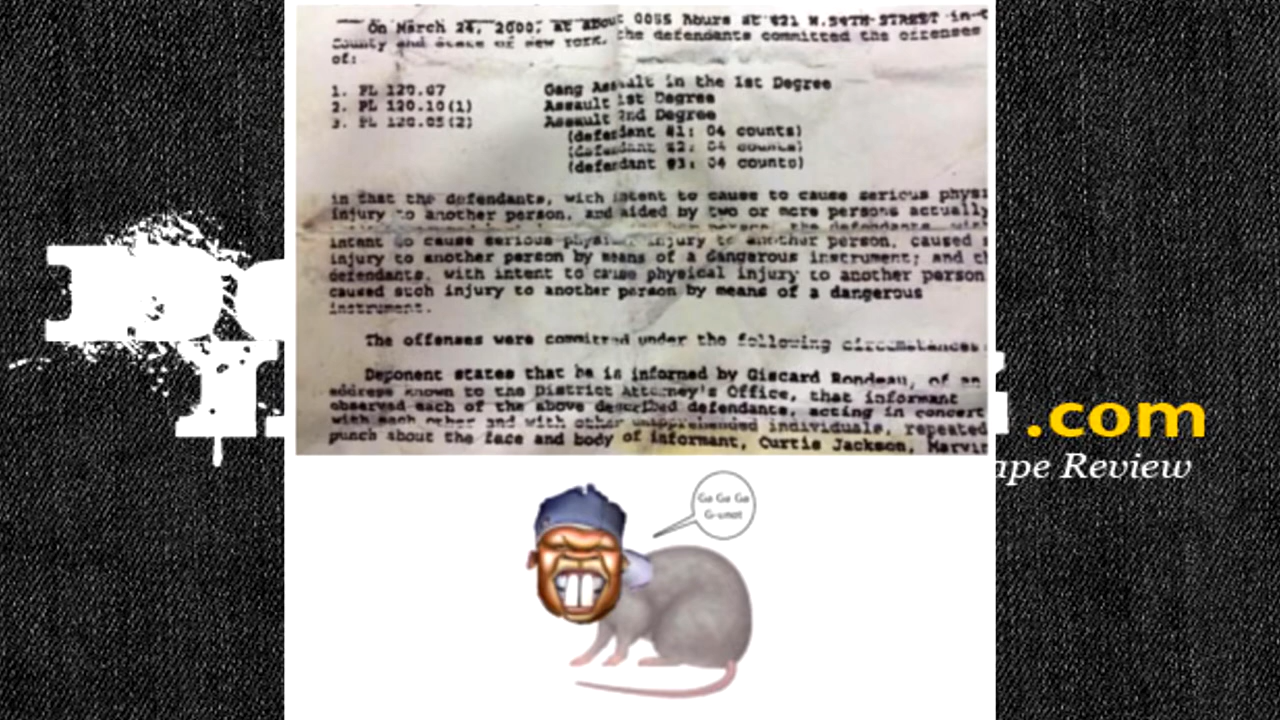 On March 24, 2000, at about 0055 hours at 421 W.54TH STREET in
County and State of New York, the defendants committed the offenses
of:
1. PL 120.07 Gang Assault in the 1st Degree
2. PL 120.10(1) Assault 1st Degree
3. PL 120.05(2) Assault 2nd Degree
(defendant #1: 04 counts)
(defendant #2: 04 counts)
(defendant #3: 04 counts)
in that the defendants, with intent to cause to cause serious
injury to another person, and aided by two or more persons actually
person, the defendants,
intent to cause serious physical injury to another person, caused
injury to another person by means of a dangerous instrument; and
defendants, with intent to cause physical injury to another person
caused such injury to another person by means of a dangerous
instrument.
The offenses were committed under the following circumstances
Deponent states that he is informed by Giscard Rondeau, of an
address known to the District Attorney's Office, that informant
observed each of the above described defendants, acting in concert
with each other and with other unapprehended individuals, repeated
punch about the face and body of informant, Curtis Jackson, Marvin
Ga Ga Ga
G-unot
.com
ape Review